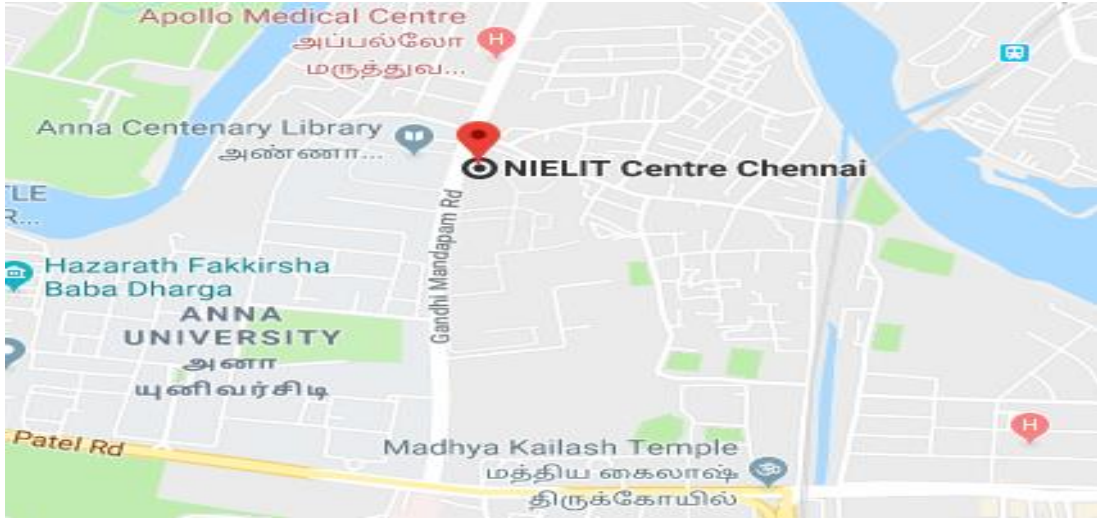 Apollo Medical Centre
அப்பல்லோ
மருத்துவ...
H
Anna Centenary Library
அண்ணா...
NIELIT Centre Chennai
TLE
R...
Gandhi Mandapam Rd
Hazarath Fakkirsha
Baba Dharga
ANNA
UNIVERSITY
அனா
யுனிவர்சிடி
Patel Rd
Madhya Kailash Temple
மத்திய கைலாஷ்
திருக்கோயில்
H